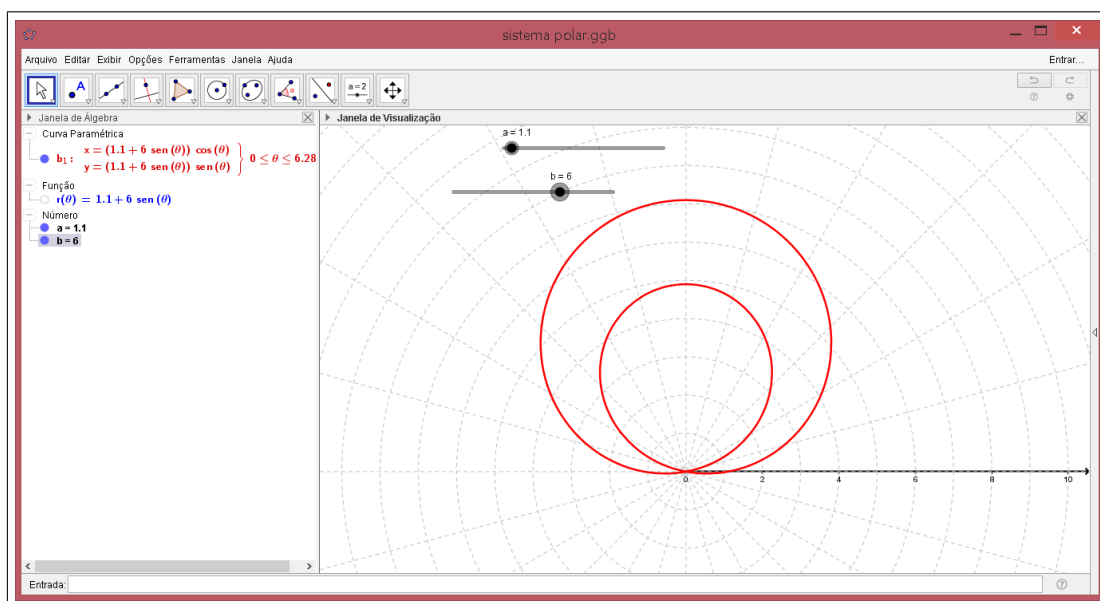 sistema polar.ggb
Arquivo Editar Exibir Opções Ferramentas Janela Ajuda
Entrar...
A
a=2
Janela de Álgebra
Curva Paramétrica
b₁: x = (1.1 + 6 sen (θ)) cos (θ)
y = (1.1 + 6 sen (θ)) sen (θ) } 0 ≤ θ ≤ 6.28
Função
r(θ) = 1.1 + 6 sen (θ)
Número
a = 1.1
b = 6
Janela de Visualização
a = 1.1
b = 6
0 2 4 6 8 10
Entrada: